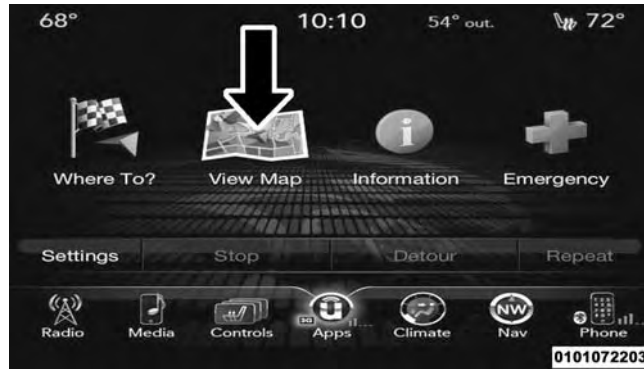 68° 10:10 54° out. 72°
Where To? View Map Information Emergency
Settings Stop Detour Repeat
NW
3G
Radio Media Controls Apps Climate Nav Phone
0101072203